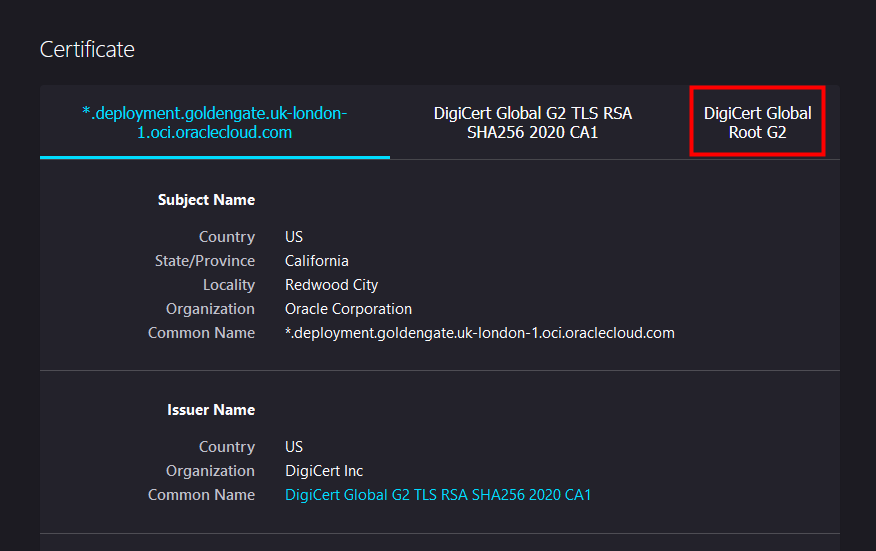 Certificate
*.deployment.goldengate.uk-london-
1.oci.oraclecloud.com
DigiCert Global G2 TLS RSA
SHA256 2020 CA1
DigiCert Global
Root G2
Subject Name
Country US
State/Province California
Locality Redwood City
Organization Oracle Corporation
Common Name *.deployment.goldengate.uk-london-1.oci.oraclecloud.com
Issuer Name
Country US
Organization DigiCert Inc
Common Name DigiCert Global G2 TLS RSA SHA256 2020 CA1